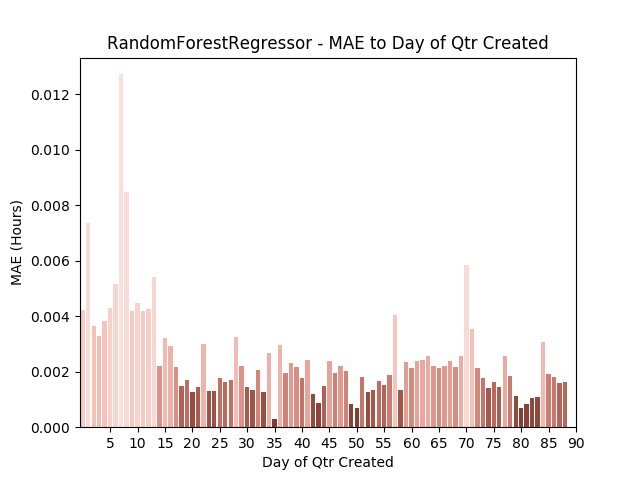 RandomForestRegressor - MAE to Day of Qtr Created
MAE (Hours)
0.012
0.010
0.008
0.006
0.004
0.002
0.000
5 10 15 20 25 30 35 40 45 50 55 60 65 70 75 80 85 90
Day of Qtr Created